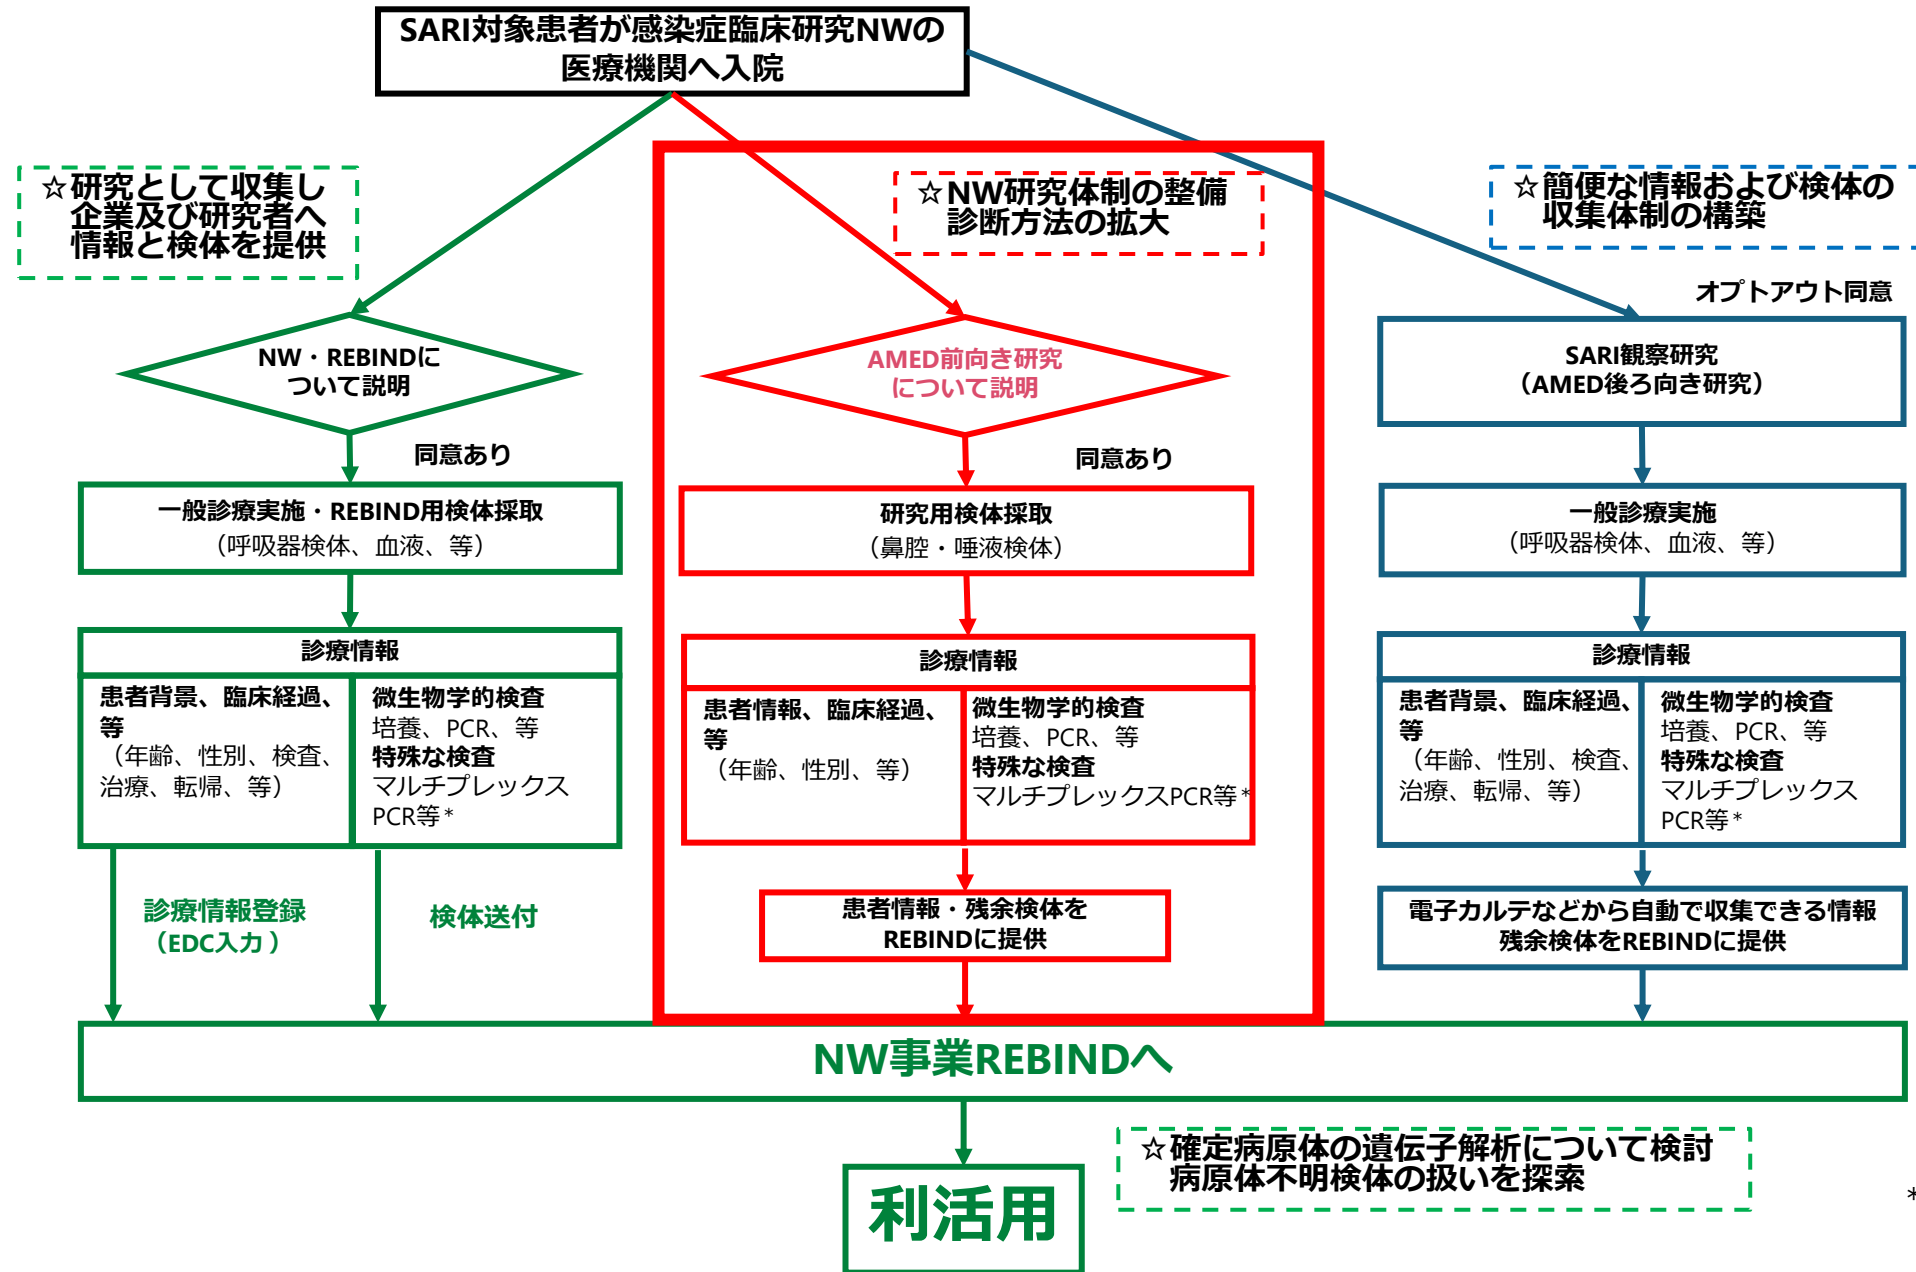 SARI対象患者が感染症臨床研究NWの
医療機関へ入院
☆研究として収集し
企業及び研究者へ
情報と検体を提供
☆NW研究体制の整備
診断方法の拡大
☆簡便な情報および検体の
収集体制の構築
オプトアウト同意
NW・REBINDに
ついて説明
同意あり
一般診療実施・REBIND用検体採取
（呼吸器検体、血液、等）
診療情報
患者背景、臨床経過、
等
（年齢、性別、検査、
治療、転帰、等）
微生物学的検査
培養、PCR、等
特殊な検査
マルチプレックス
PCR等*
診療情報登録
（EDC入力）
検体送付
AMED前向き研究
について説明
同意あり
研究用検体採取
（鼻腔・唾液検体）
診療情報
患者情報、臨床経過、
等
（年齢、性別、等）
微生物学的検査
培養、PCR、等
特殊な検査
マルチプレックスPCR等*
患者情報・残余検体を
REBINDに提供
SARI観察研究
（AMED後ろ向き研究）
一般診療実施
（呼吸器検体、血液、等）
診療情報
患者背景、臨床経過、
等
（年齢、性別、検査、
治療、転帰、等）
微生物学的検査
培養、PCR、等
特殊な検査
マルチプレックス
PCR等*
電子カルテなどから自動で収集できる情報
残余検体をREBINDに提供
NW事業REBINDへ
☆確定病原体の遺伝子解析について検討
病原体不明検体の扱いを探索
*
利活用